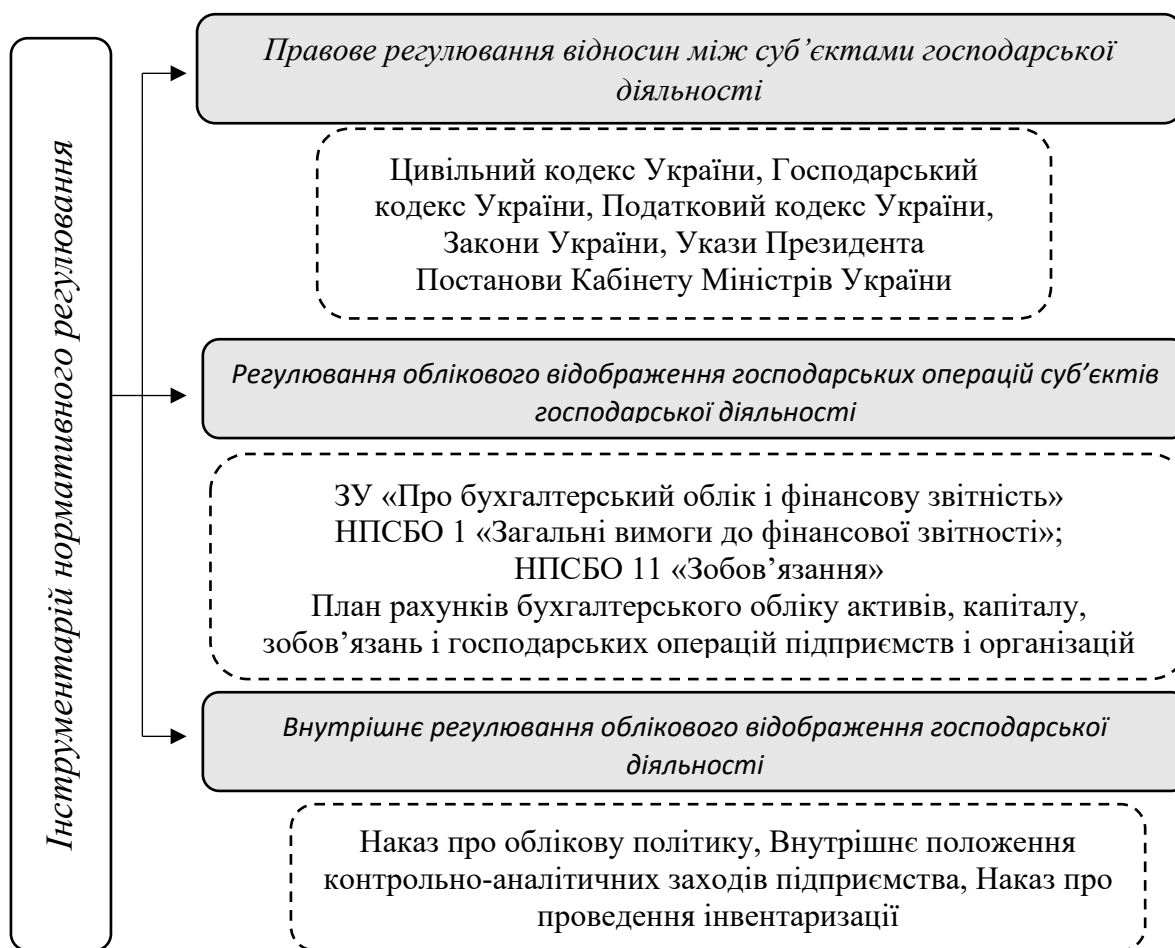 Інструментарій нормативного регулювання
Правове регулювання відносин між суб’єктами господарської
діяльності
Цивільний кодекс України, Господарський
кодекс України, Податковий кодекс України,
Закони України, Укази Президента
Постанови Кабінету Міністрів України
Регулювання облікового відображення господарських операцій суб’єктів
господарської діяльності
ЗУ «Про бухгалтерський облік і фінансову звітність»
НПСБО 1 «Загальні вимоги до фінансової звітності»;
НПСБО 11 «Зобов’язання»
План рахунків бухгалтерського обліку активів, капіталу,
зобов’язань і господарських операцій підприємств і організацій
Внутрішнє регулювання облікового відображення господарської
діяльності
Наказ про облікову політику, Внутрішнє положення
контрольно-аналітичних заходів підприємства, Наказ про
проведення інвентаризації